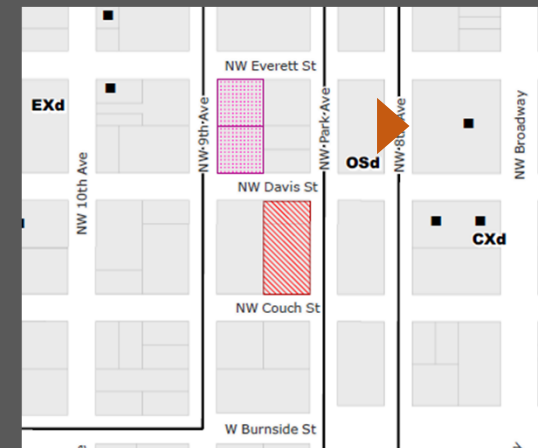 NW Everett St
EXd
NW 9th Ave
NW Park Ave
NW 8th Ave
NW Broadway
OSd
NW 10th Ave
NW Davis St
CXd
NW Couch St
W Burnside St